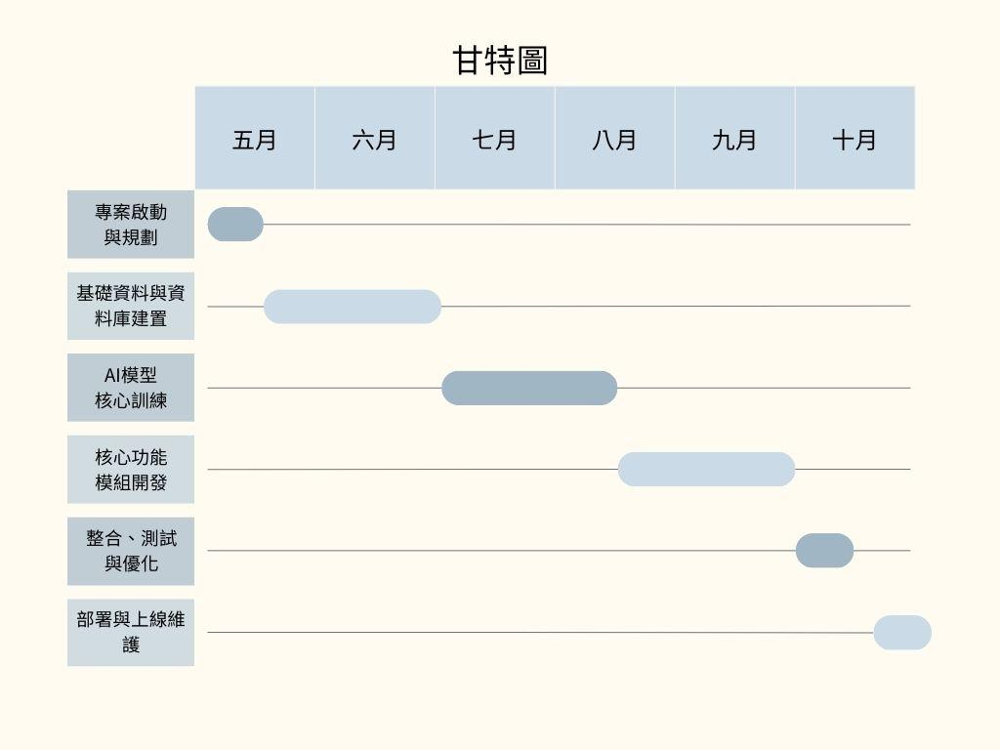 甘特圖
五月 六月 七月 八月 九月 十月
專案啟動
與規劃
基礎資料與資
料庫建置
AI模型
核心訓練
核心功能
模組開發
整合、測試
與優化
部署與上線維
護